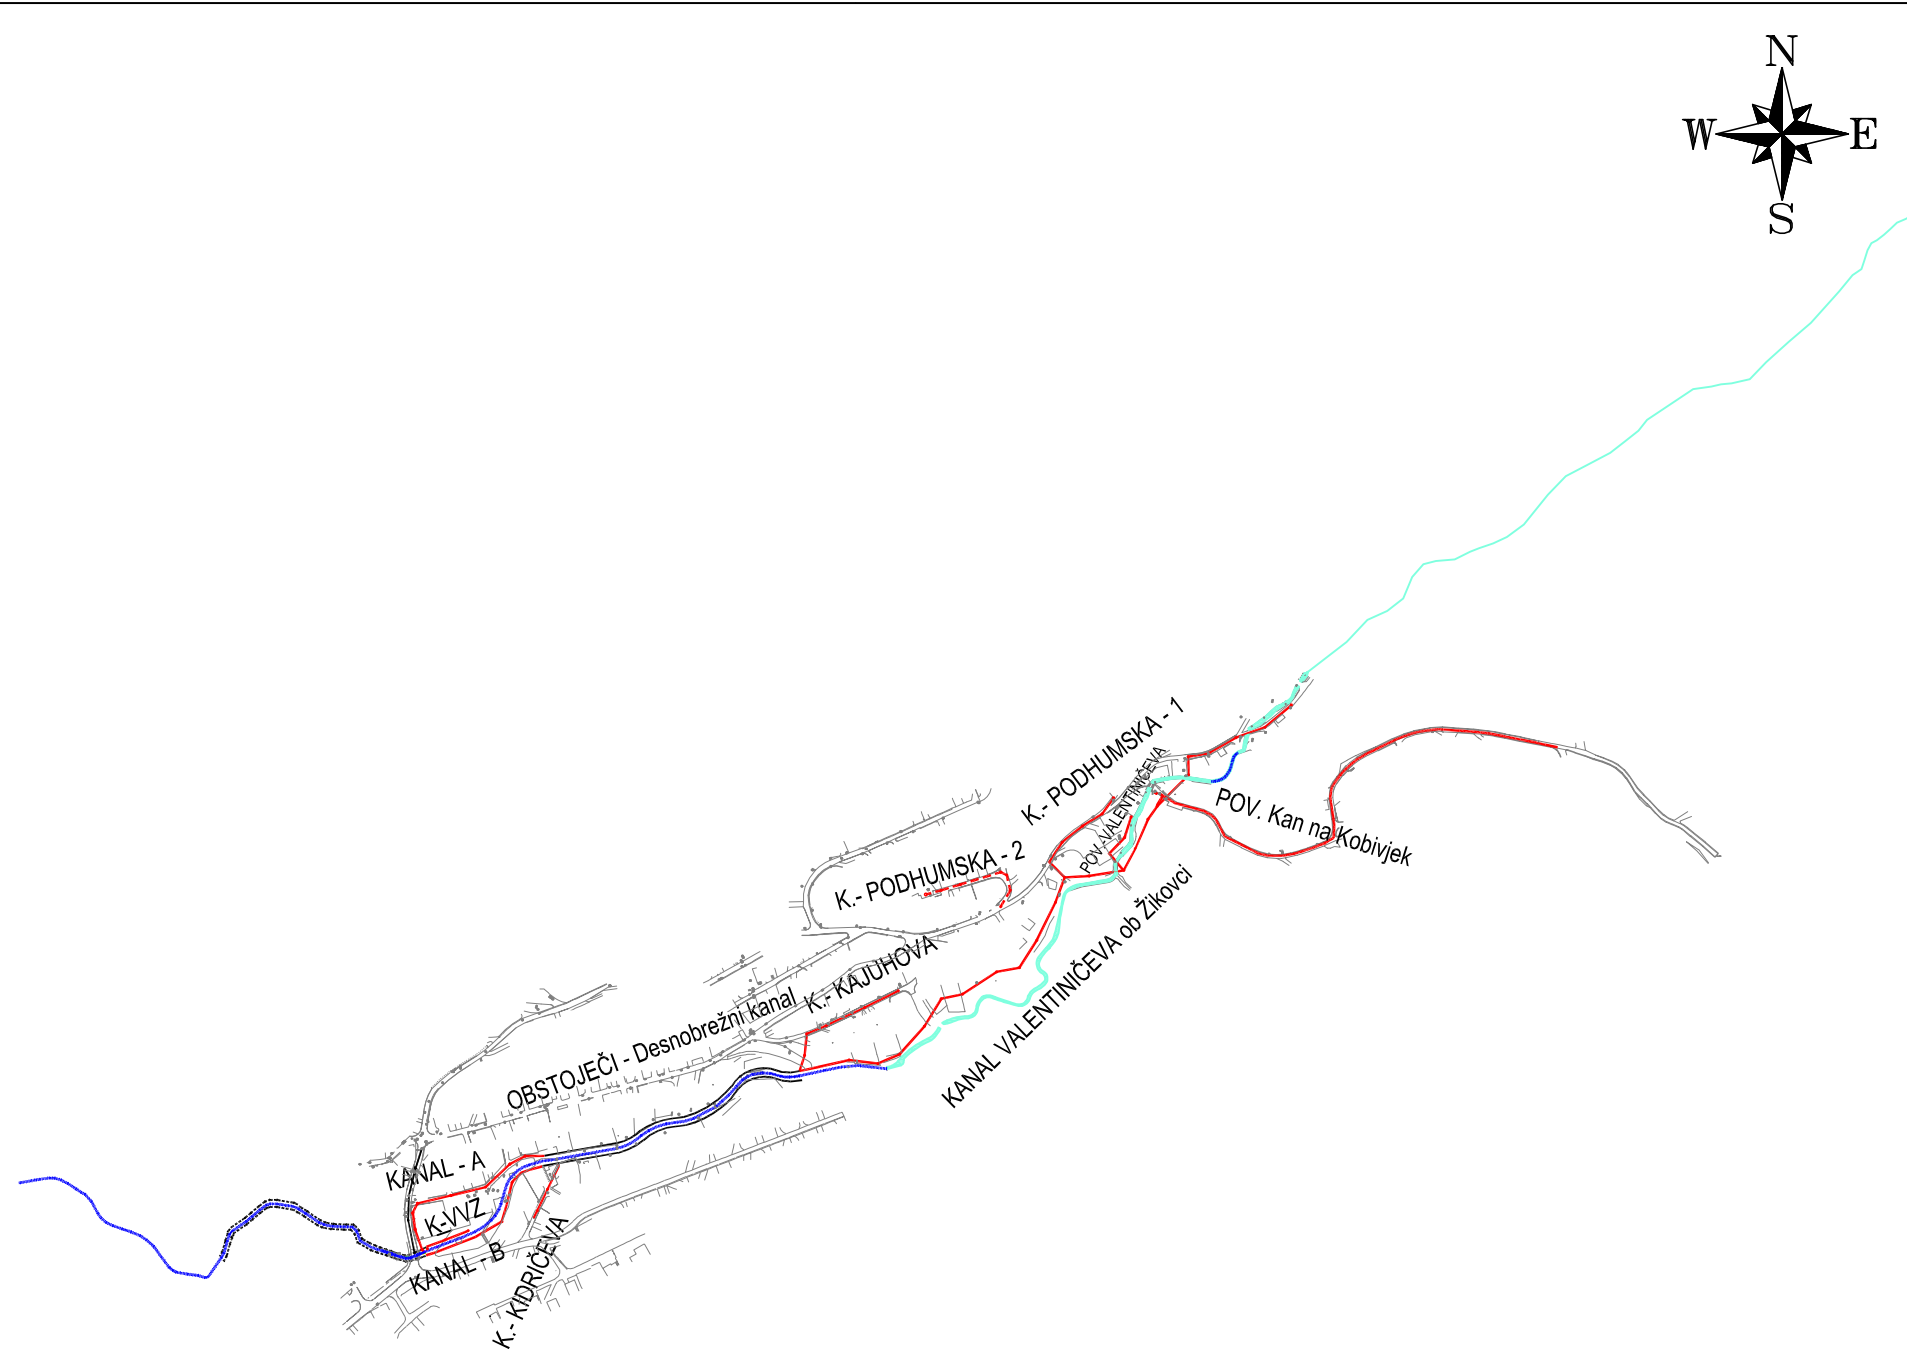 N
W
E
S
K.- PODHUMSKA - 1
POV. VALENTINIČEVA
POV. Kan na Kobivjek
K.- PODHUMSKA - 2
KANAL VALENTINIČEVA ob Žikovci
K.- KAJUHOVA
OBSTOJEČI - Desnobrežni kanal
KANAL - A
K-VVZ
KANAL - B
K.- KIDRIČEVA